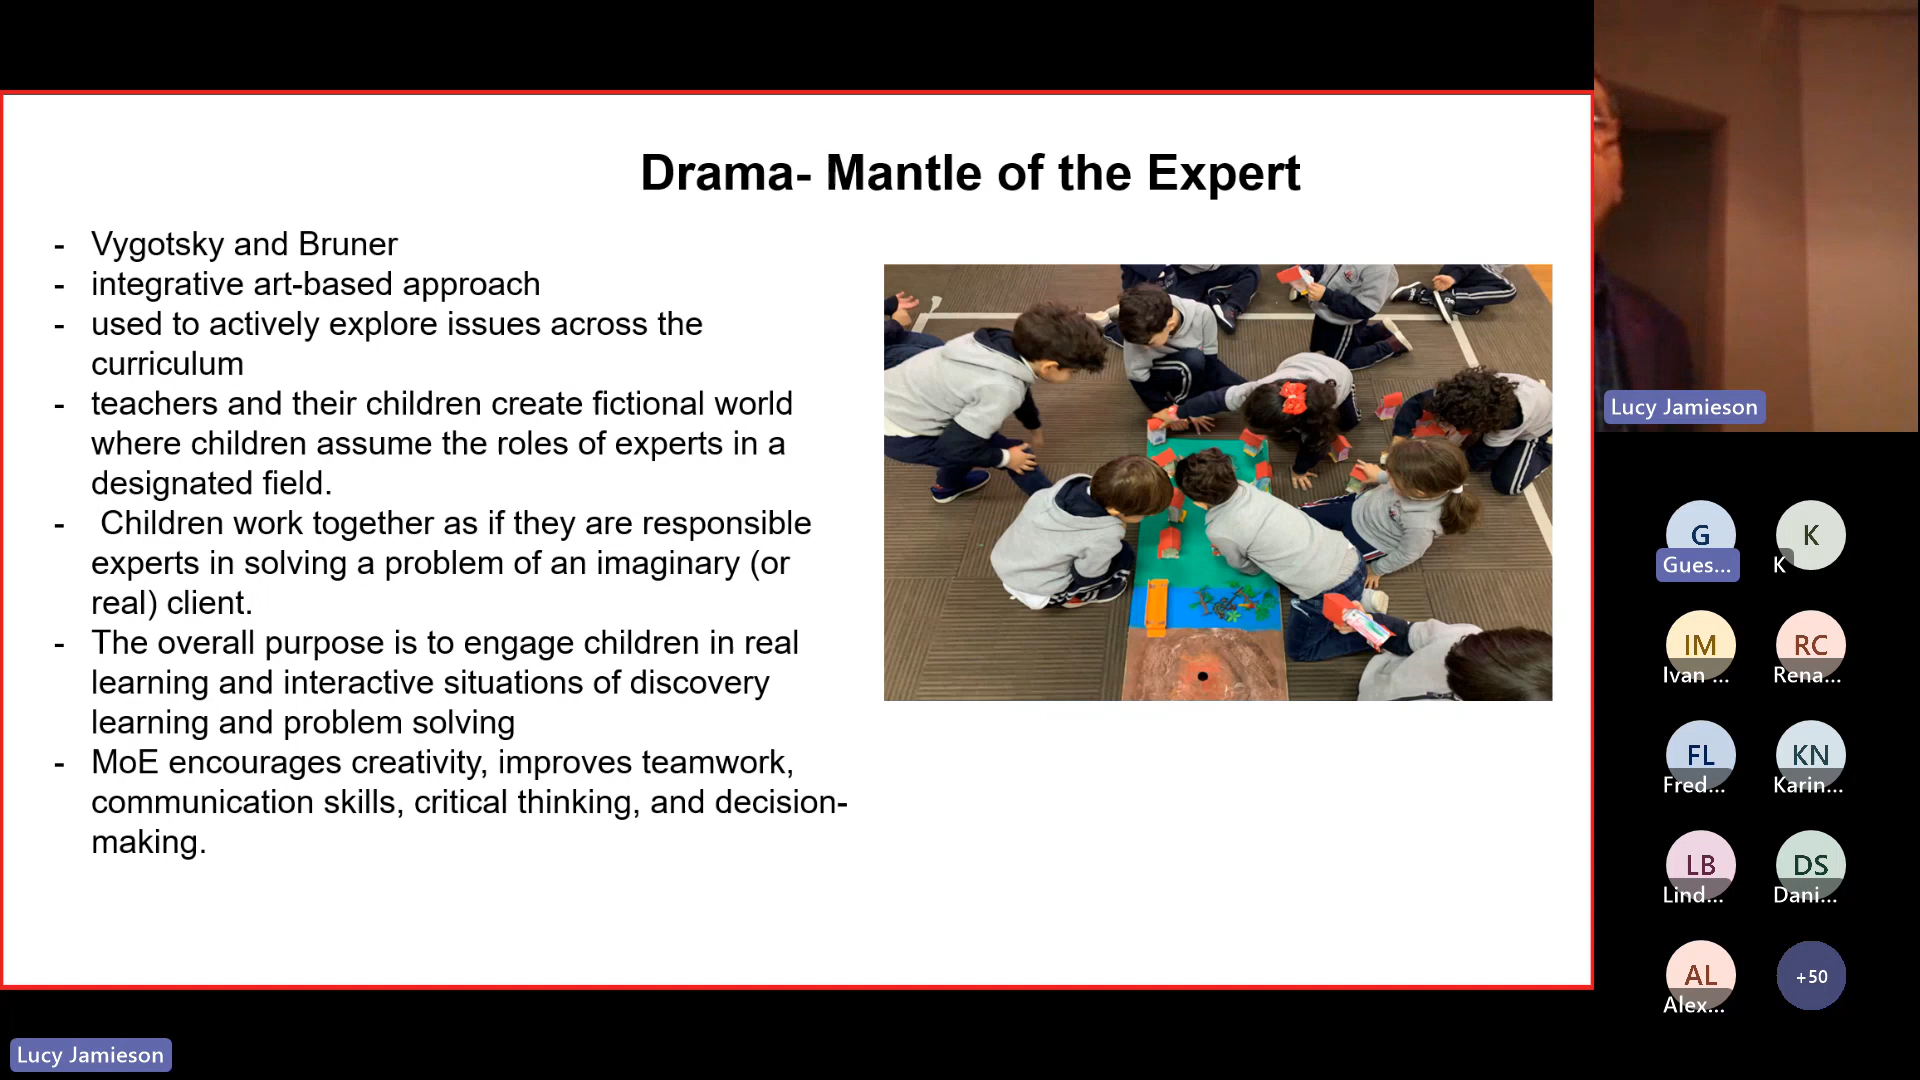 Drama- Mantle of the Expert
- Vygotsky and Bruner
- integrative art-based approach
- used to actively explore issues across the
curriculum
- teachers and their children create fictional world
where children assume the roles of experts in a
designated field.
- Children work together as if they are responsible
experts in solving a problem of an imaginary (or
real) client.
- The overall purpose is to engage children in real
learning and interactive situations of discovery
learning and problem solving
- MoE encourages creativity, improves teamwork,
communication skills, critical thinking, and decision-
making.
Lucy Jamieson
Lucy Jamieson
G
Gues...
K
K
IM
Ivan ...
RC
Rena...
FL
Fred...
KN
Karin...
LB
Lind...
DS
Dani...
AL
Alex...
+50